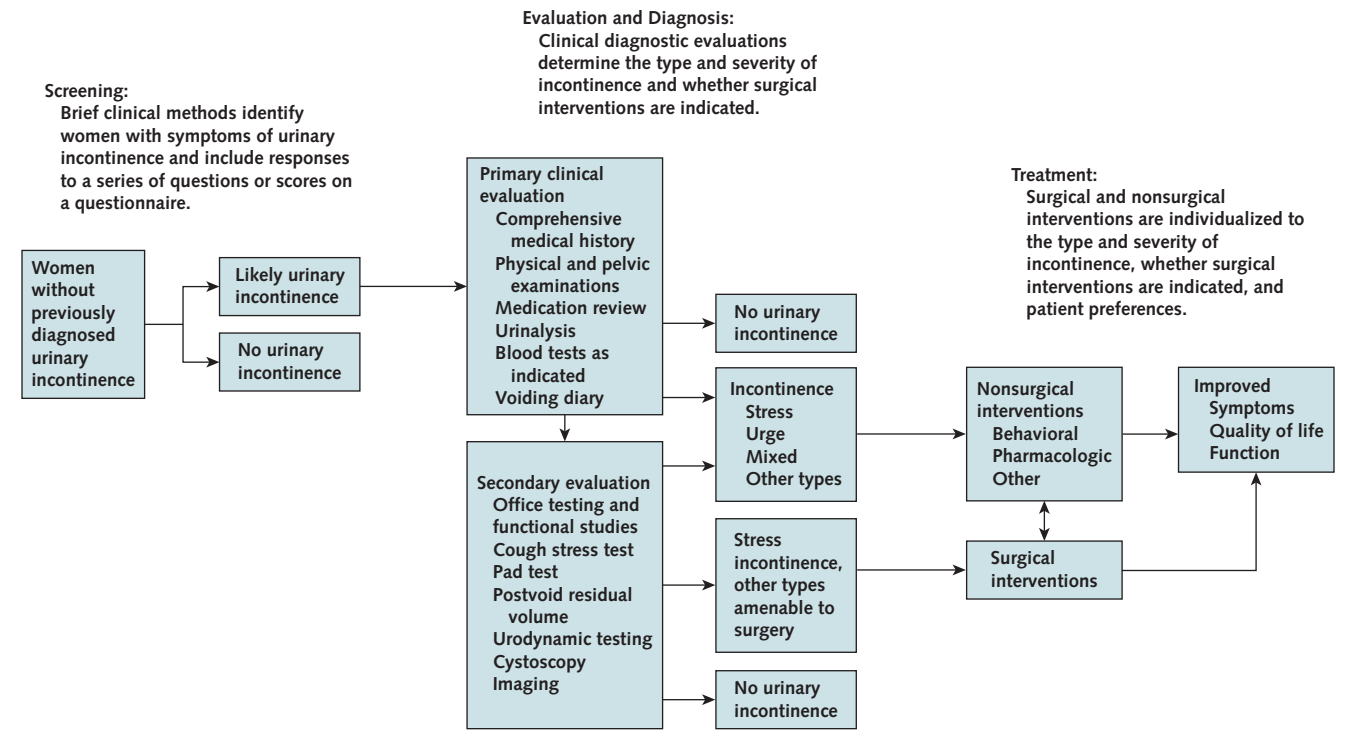 Evaluation and Diagnosis:
Clinical diagnostic evaluations
determine the type and severity of
incontinence and whether surgical
interventions are indicated.
Screening:
Brief clinical methods identify
women with symptoms of urinary
incontinence and include responses
to a series of questions or scores on
a questionnaire.
Treatment:
Surgical and nonsurgical
interventions are individualized to
the type and severity of
incontinence, whether surgical
interventions are indicated, and
patient preferences.
Women
without
previously
diagnosed
urinary
incontinence
Likely urinary
incontinence
No urinary
incontinence
Primary clinical
evaluation
Comprehensive
medical history
Physical and pelvic
examinations
Medication review
Urinalysis
Blood tests as
indicated
Voiding diary
Secondary evaluation
Office testing and
functional studies
Cough stress test
Pad test
Postvoid residual
volume
Urodynamic testing
Cystoscopy
Imaging
No urinary
incontinence
Incontinence
Stress
Urge
Mixed
Other types
Stress
incontinence,
other types
amenable to
surgery
No urinary
incontinence
Nonsurgical
interventions
Behavioral
Pharmacologic
Other
Surgical
interventions
Improved
Symptoms
Quality of life
Function